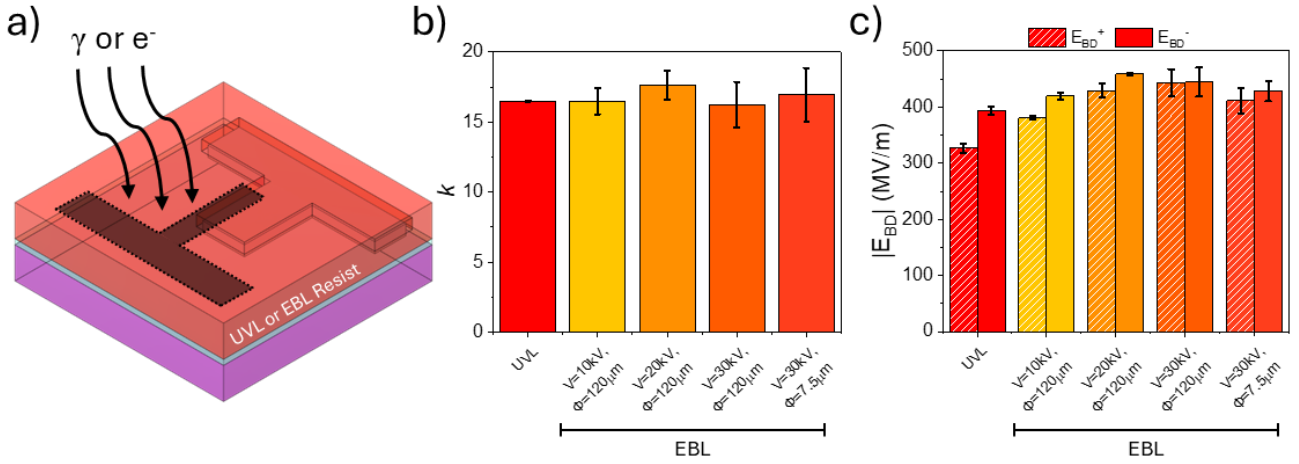 a)
γ or e-
UVL or EBL Resist
b)
k
20
15
10
5
0
UVL
V=10kV,
Φ=120μm
V=20kV,
Φ=120μm
V=30kV,
Φ=120μm
V=30kV,
Φ=7.5μm
EBL
c)
E_BD^+
E_BD^-
|E_BD| (MV/m)
500
400
300
200
100
0
UVL
V=10kV,
Φ=120μm
V=20kV,
Φ=120μm
V=30kV,
Φ=120μm
V=30kV,
Φ=7.5μm
EBL